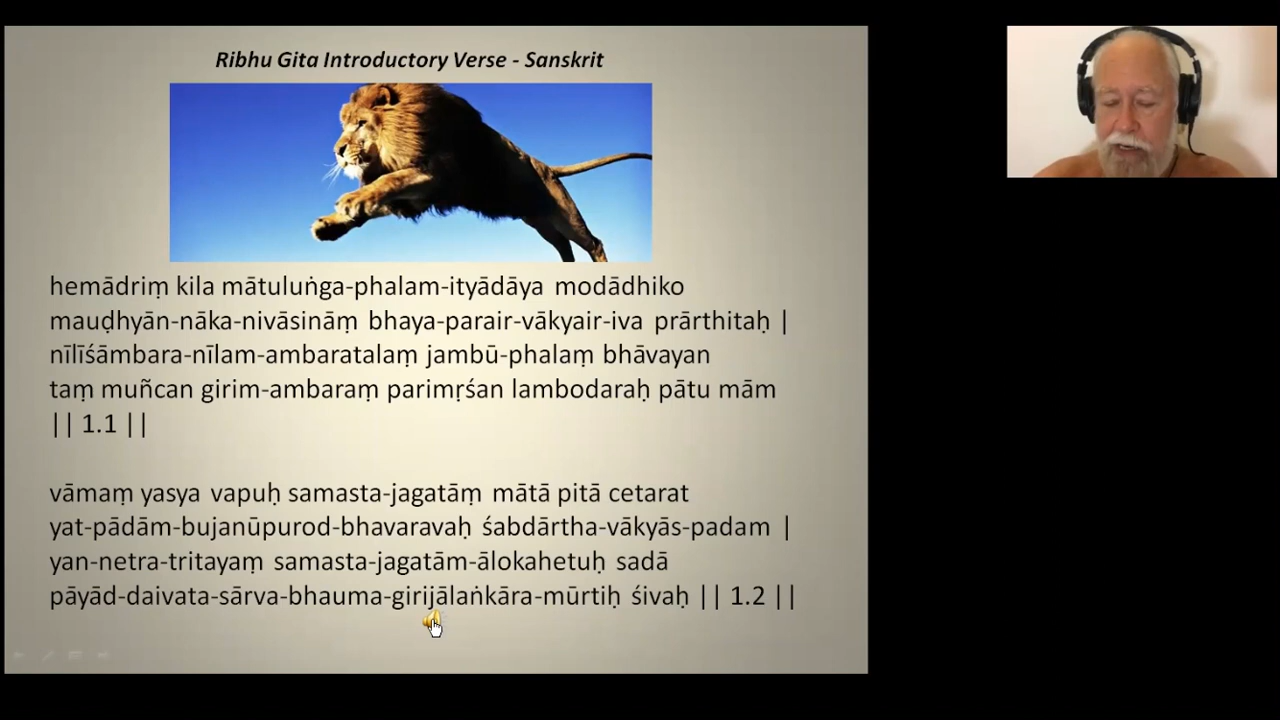 Ribhu Gita Introductory Verse - Sanskrit
hemādriṃ kila mātuluṅga-phalam-ityādāya modādhiko
mauḍhyān-nāka-nivāsināṃ bhaya-parair-vākyair-iva prārthitaḥ |
nīlīśāmbara-nīlam-ambaratalaṃ jambū-phalaṃ bhāvayan
taṃ muñcan girim-ambaraṃ parimṛśan lambodaraḥ pātu mām
|| 1.1 ||
vāmaṃ yasya vapuḥ samasta-jagatāṃ mātā pitā cetarat
yat-pādām-bujanūpurod-bhavaravaḥ śabdārtha-vākyās-padam |
yan-netra-tritayaṃ samasta-jagatām-ālokahetuḥ sadā
pāyād-daivata-sārva-bhauma-girijālaṅkāra-mūrtiḥ śivaḥ || 1.2 ||